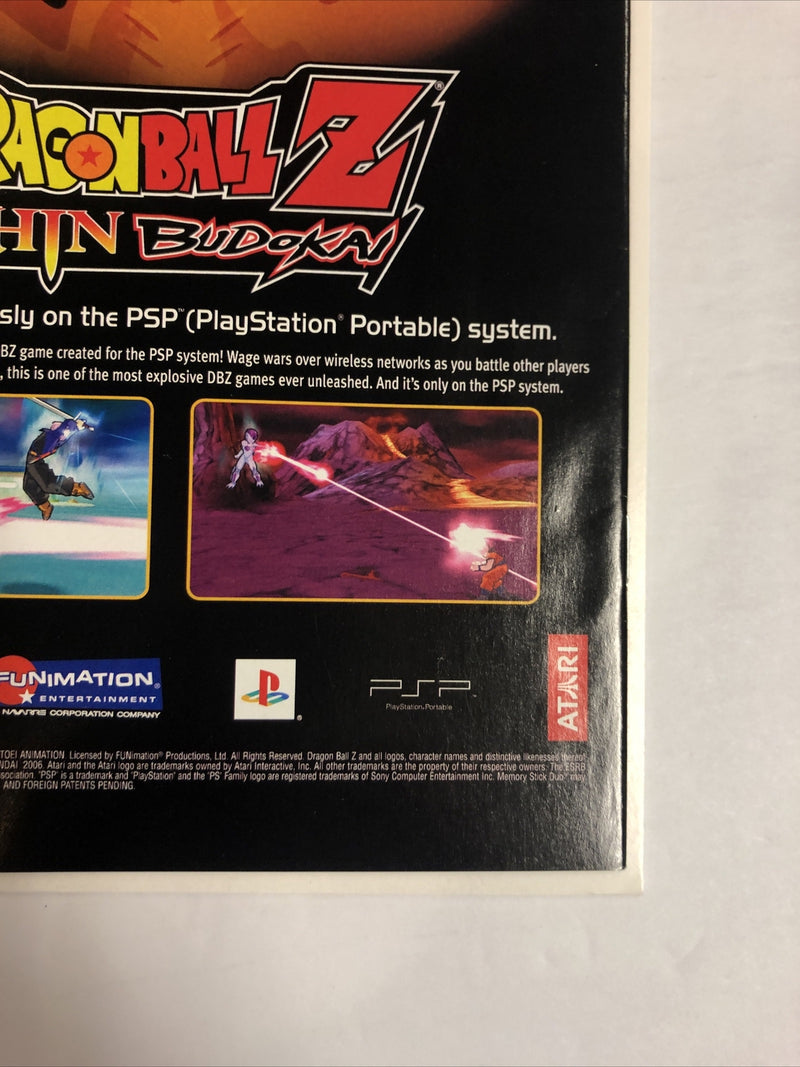 RAGONBALL Z®
HIN BUDOKAI
sly on the PSP™ (PlayStation® Portable) system.
BZ game created for the PSP system! Wage wars over wireless networks as you battle other players
, this is one of the most explosive DBZ games ever unleashed. And it's only on the PSP system.
FUNIMATION®
ENTERTAINMENT
NAVARRE CORPORATION COMPANY
®
PSP
PlayStation®Portable
ATARI
TOEI ANIMATION. Licensed by FUNimation® Productions, Ltd. All Rights Reserved. Dragon Ball Z and all logos, character names and distinctive likenesses thereof
NDAI 2006. Atari and the Atari logo are trademarks owned by Atari Interactive, Inc. All other trademarks are the property of their respective owners. The ESRB
sociation. "PSP" is a trademark and "PlayStation" and the "PS" Family logo are registered trademarks of Sony Computer Entertainment Inc. Memory Stick Duo™ may
AND FOREIGN PATENTS PENDING.